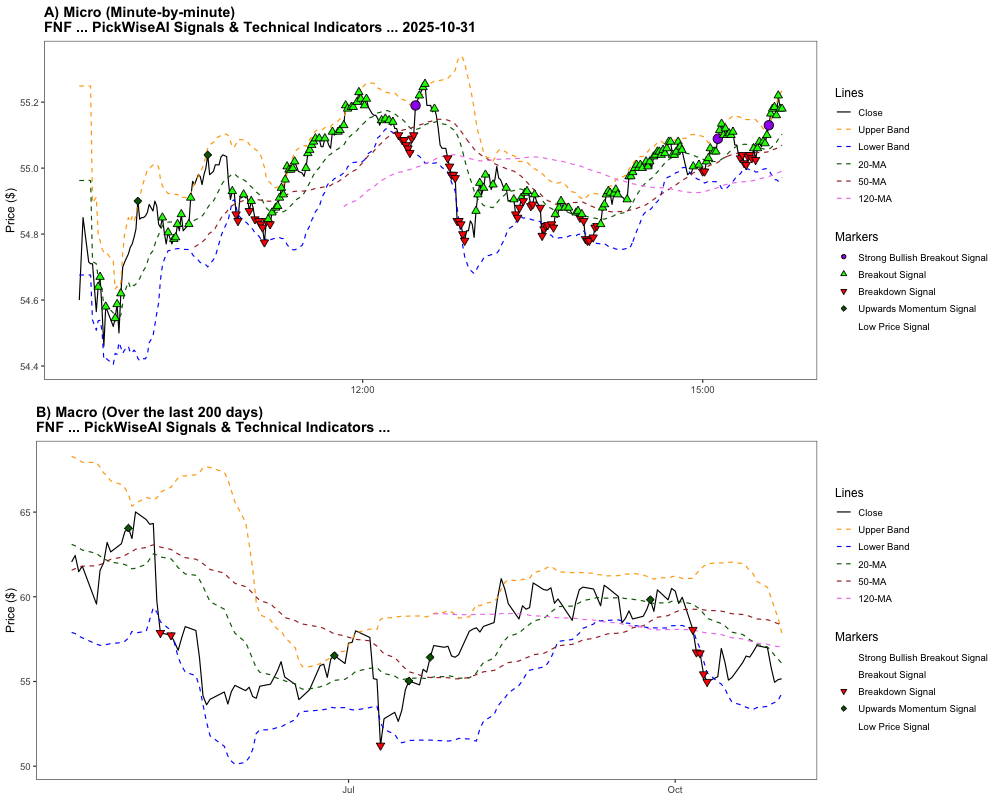 A) Micro (Minute-by-minute)
FNF ... PickWiseAI Signals & Technical Indicators ... 2025-10-31
Price ($)
55.2
55.0
54.8
54.6
54.4
12:00
15:00
Lines
Close
Upper Band
Lower Band
20-MA
50-MA
120-MA
Markers
Strong Bullish Breakout Signal
Breakout Signal
Breakdown Signal
Upwards Momentum Signal
Low Price Signal
B) Macro (Over the last 200 days)
FNF ... PickWiseAI Signals & Technical Indicators ...
Price ($)
65
60
55
50
Jul
Oct
Lines
Close
Upper Band
Lower Band
20-MA
50-MA
120-MA
Markers
Strong Bullish Breakout Signal
Breakout Signal
Breakdown Signal
Upwards Momentum Signal
Low Price Signal